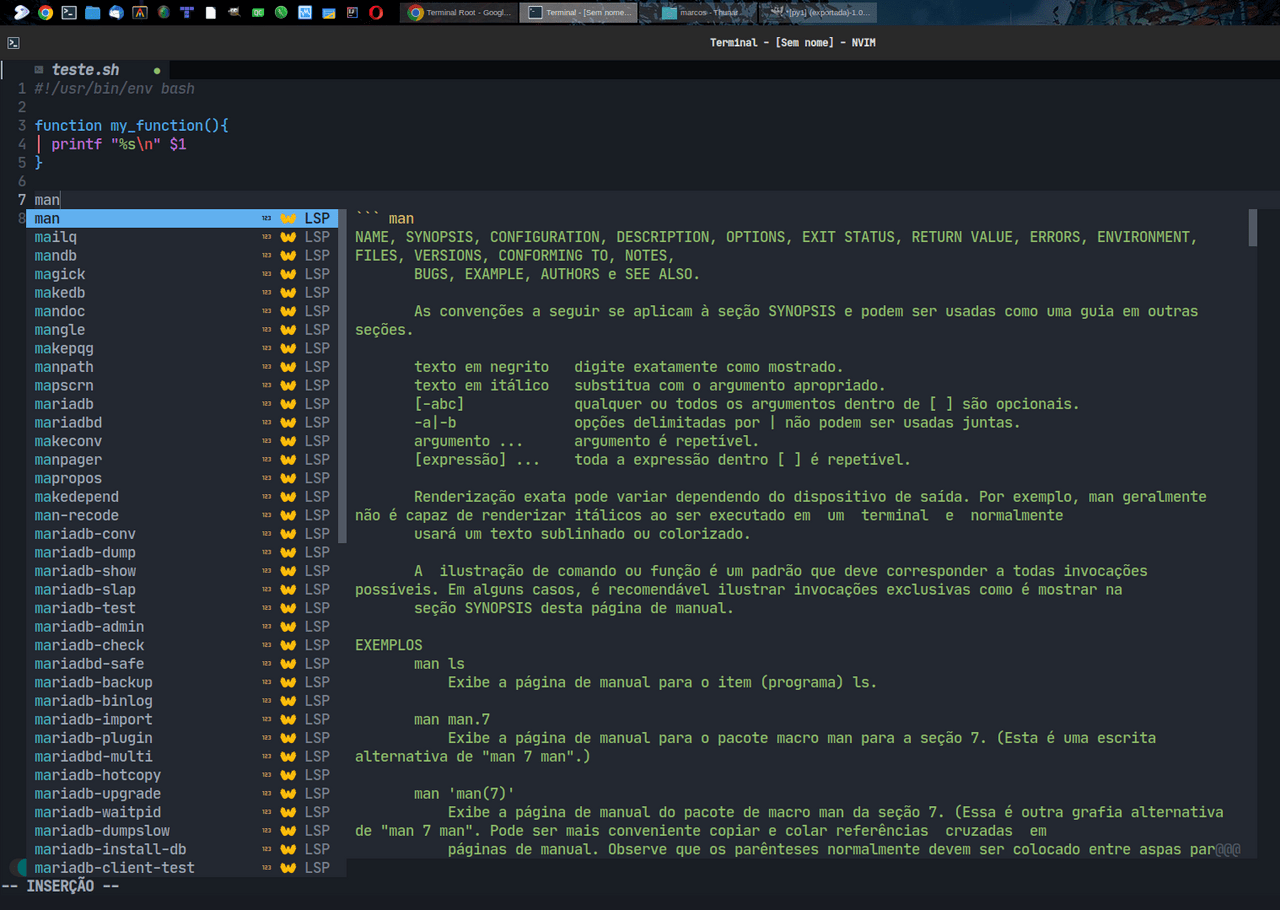 Terminal Root - Googl...
Terminal - [Sem nome...
marcos - Thunar
*[py1] (exportada)-1.0...
Terminal - [Sem nome] - NVIM
teste.sh
1 #!/usr/bin/env bash
2
3 function my_function(){
4 printf "%s\n" $1
5 }
6
7 man
8 man LSP
mailq LSP
mandb LSP
magick LSP
makedb LSP
mandoc LSP
mangle LSP
makepqg LSP
manpath LSP
mapscrn LSP
mariadb LSP
mariadbd LSP
makeconv LSP
manpager LSP
mapropos LSP
makedepend LSP
man-recode LSP
mariadb-conv LSP
mariadb-dump LSP
mariadb-show LSP
mariadb-slap LSP
mariadb-test LSP
mariadb-admin LSP
mariadb-check LSP
mariadbd-safe LSP
mariadb-backup LSP
mariadb-binlog LSP
mariadb-import LSP
mariadb-plugin LSP
mariadbd-multi LSP
mariadb-hotcopy LSP
mariadb-upgrade LSP
mariadb-waitpid LSP
mariadb-dumpslow LSP
mariadb-install-db LSP
mariadb-client-test LSP
``` man
NAME, SYNOPSIS, CONFIGURATION, DESCRIPTION, OPTIONS, EXIT STATUS, RETURN VALUE, ERRORS, ENVIRONMENT,
FILES, VERSIONS, CONFORMING TO, NOTES,
BUGS, EXAMPLE, AUTHORS e SEE ALSO.
As convenções a seguir se aplicam à seção SYNOPSIS e podem ser usadas como uma guia em outras
seções.
texto em negrito digite exatamente como mostrado.
texto em itálico substitua com o argumento apropriado.
[-abc] qualquer ou todos os argumentos dentro de [ ] são opcionais.
-a|-b opções delimitadas por | não podem ser usadas juntas.
argumento ... argumento é repetível.
[expressão] ... toda a expressão dentro [ ] é repetível.
Renderização exata pode variar dependendo do dispositivo de saída. Por exemplo, man geralmente
não é capaz de renderizar itálicos ao ser executado em um terminal e normalmente
usará um texto sublinhado ou colorizado.
A ilustração de comando ou função é um padrão que deve corresponder a todas invocações
possíveis. Em alguns casos, é recomendável ilustrar invocações exclusivas como é mostrar na
seção SYNOPSIS desta página de manual.
EXEMPLOS
man ls
Exibe a página de manual para o item (programa) ls.
man man.7
Exibe a página de manual para o pacote macro man para a seção 7. (Esta é uma escrita
alternativa de "man 7 man".)
man 'man(7)'
Exibe a página de manual do pacote de macro man da seção 7. (Essa é outra grafia alternativa
de "man 7 man". Pode ser mais conveniente copiar e colar referências cruzadas em
páginas de manual. Observe que os parênteses normalmente devem ser colocado entre aspas par@@@
-- INSERÇÃO --